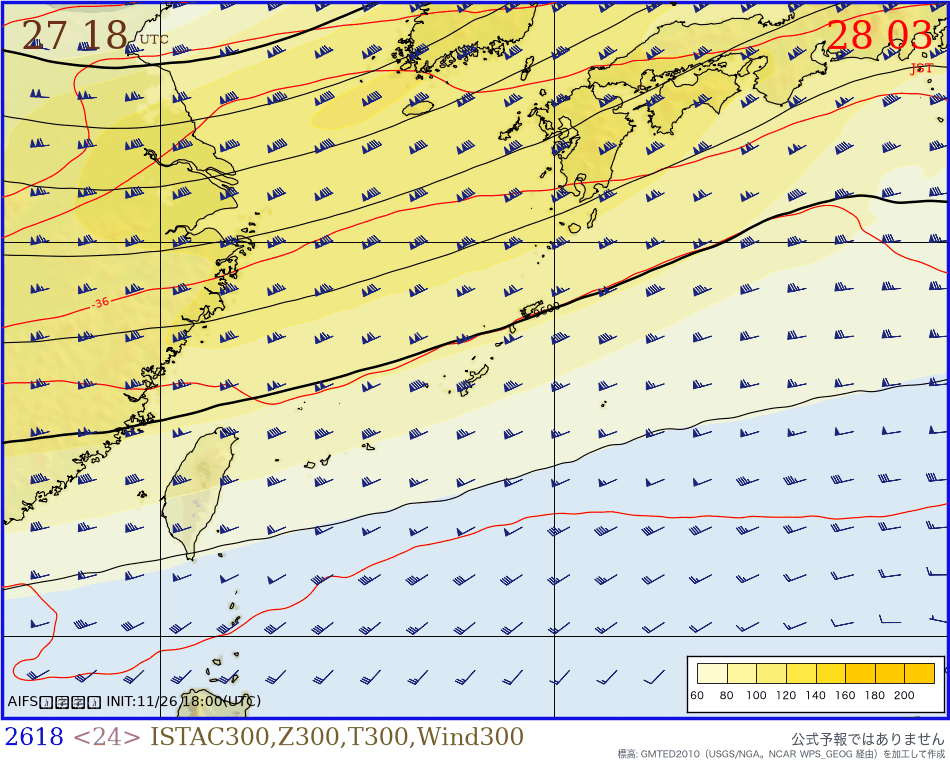 27 18 UTC
28 03
JST
-36
9600
60 80 100 120 140 160 180 200
AIFS INIT:11/26 18:00(UTC)
2618 <24> ISTAC300,Z300,T300,Wind300
公式予報ではありません
標高: GMTED2010（USGS/NGA。NCAR WPS_GEOG 経由）を加工して作成